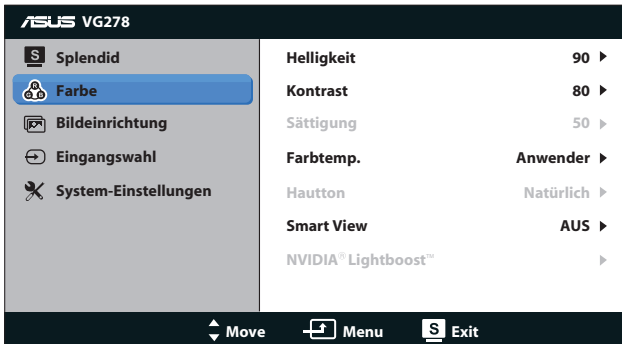 ASUS VG278
S Splendid
Farbe
Bildeinrichtung
Eingangswahl
System-Einstellungen
Helligkeit 90
Kontrast 80
Sättigung 50
Farbtemp. Anwender
Hautton Natürlich
Smart View AUS
NVIDIA® Lightboost™
Move Menu S Exit